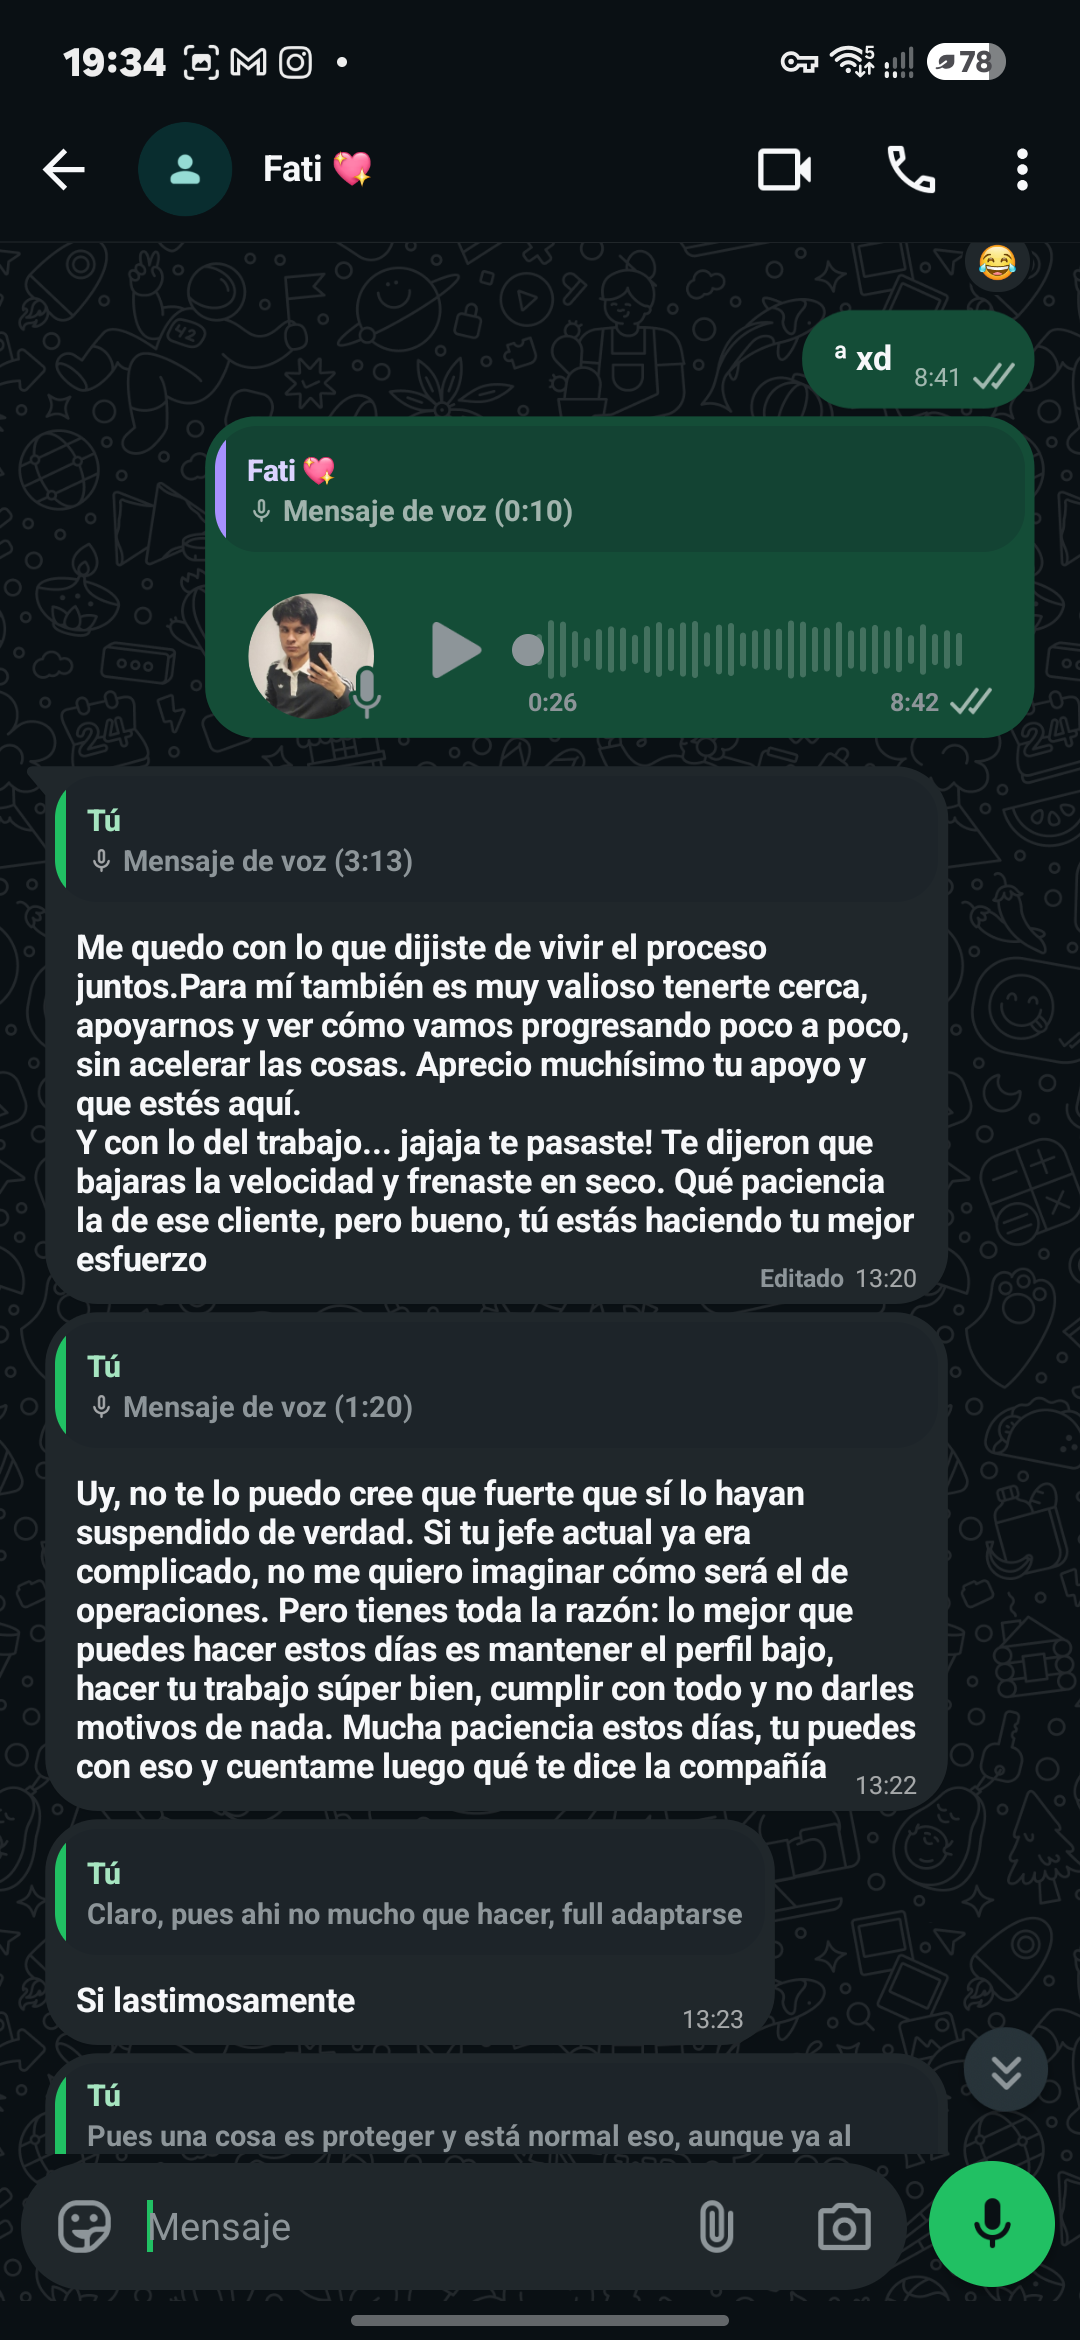 19:34
5
78
Fati 💖
😂
ª xd
8:41
Fati 💖
Mensaje de voz (0:10)
0:26
8:42
Tú
Mensaje de voz (3:13)
Me quedo con lo que dijiste de vivir el proceso
juntos.Para mí también es muy valioso tenerte cerca,
apoyarnos y ver cómo vamos progresando poco a poco,
sin acelerar las cosas. Aprecio muchísimo tu apoyo y
que estés aquí.
Y con lo del trabajo... jajaja te pasaste! Te dijeron que
bajaras la velocidad y frenaste en seco. Qué paciencia
la de ese cliente, pero bueno, tú estás haciendo tu mejor
esfuerzo
Editado 13:20
Tú
Mensaje de voz (1:20)
Uy, no te lo puedo cree que fuerte que sí lo hayan
suspendido de verdad. Si tu jefe actual ya era
complicado, no me quiero imaginar cómo será el de
operaciones. Pero tienes toda la razón: lo mejor que
puedes hacer estos días es mantener el perfil bajo,
hacer tu trabajo súper bien, cumplir con todo y no darles
motivos de nada. Mucha paciencia estos días, tu puedes
con eso y cuentame luego qué te dice la compañía
13:22
Tú
Claro, pues ahi no mucho que hacer, full adaptarse
Si lastimosamente
13:23
Tú
Pues una cosa es proteger y está normal eso, aunque ya al
Mensaje